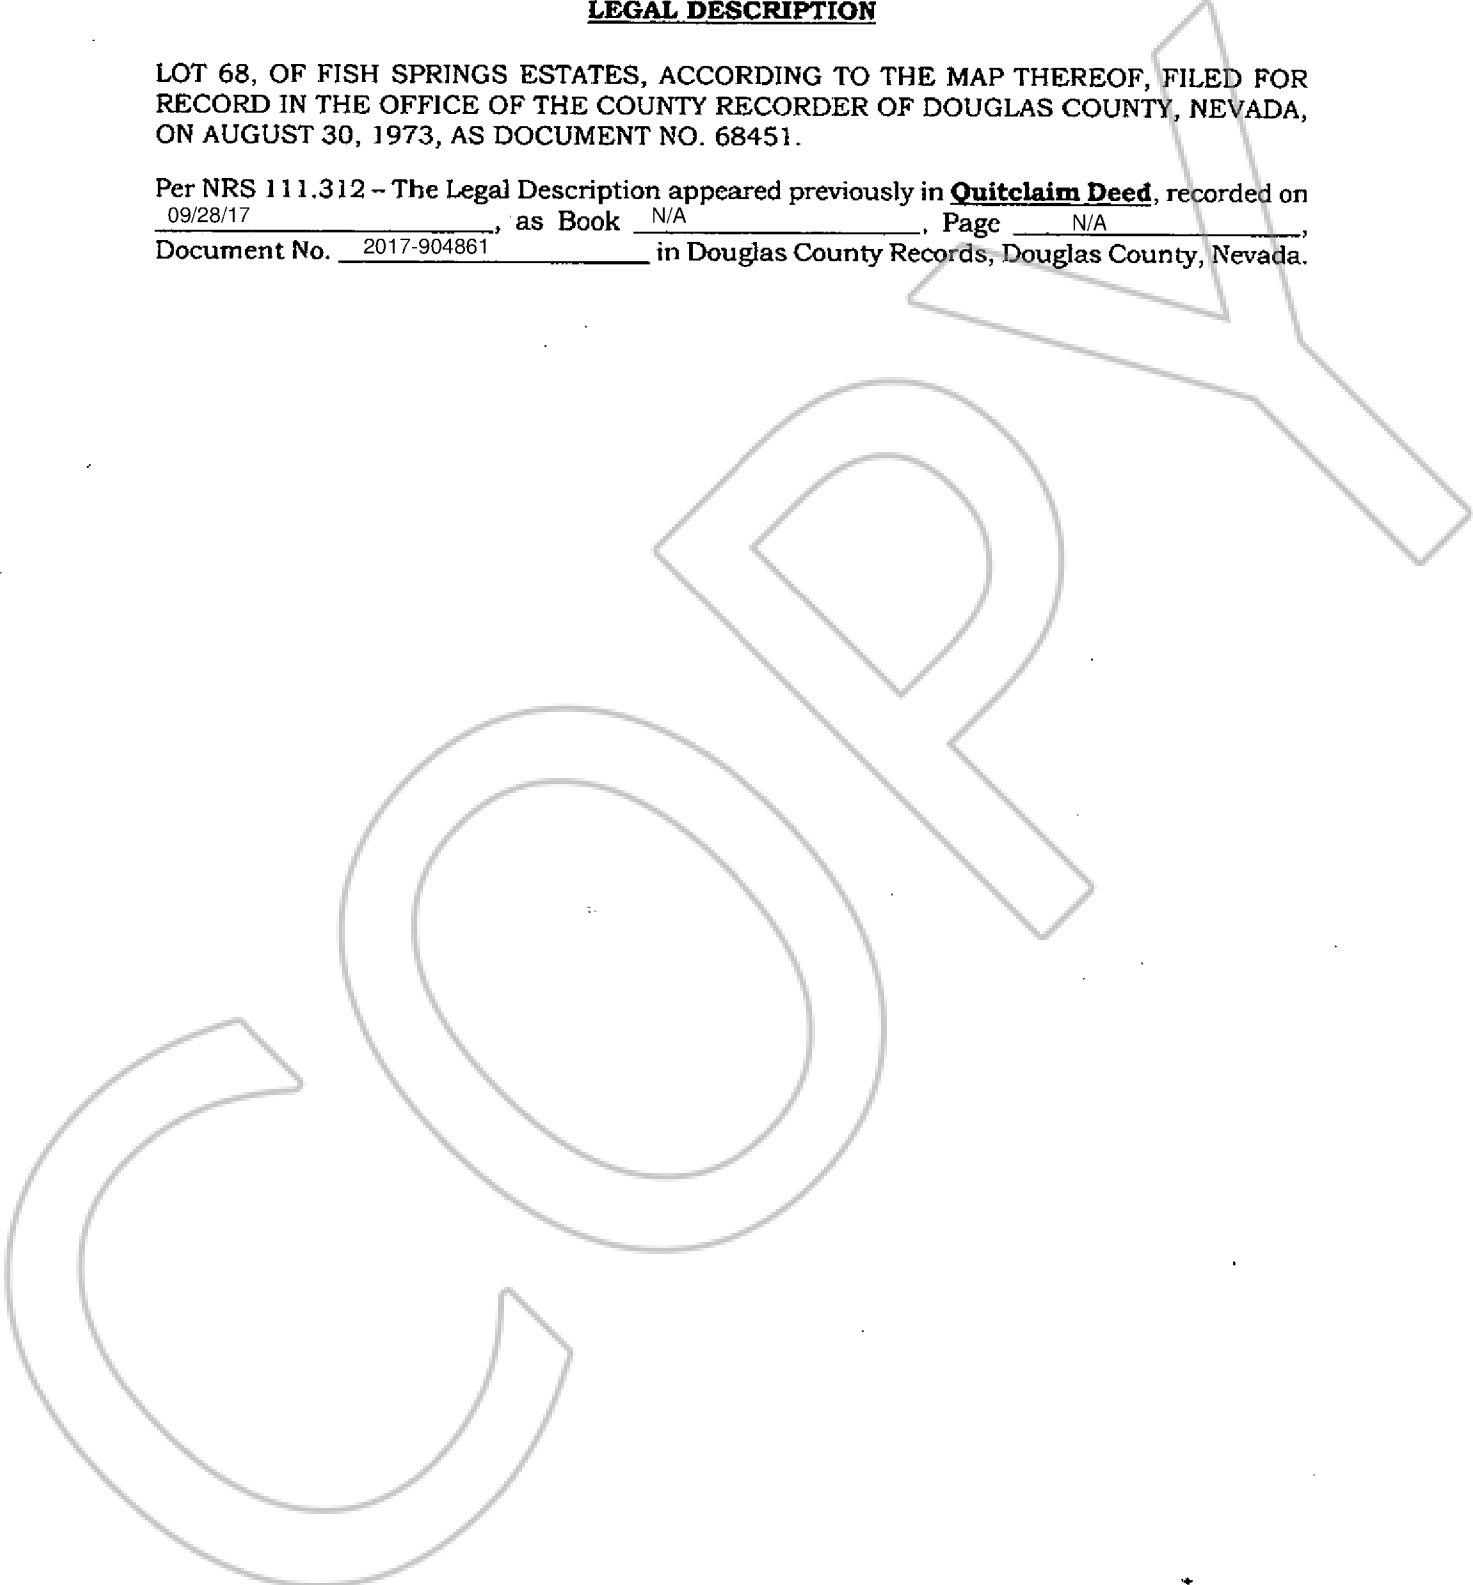 LEGAL DESCRIPTION
LOT 68, OF FISH SPRINGS ESTATES, ACCORDING TO THE MAP THEREOF, FILED FOR
RECORD IN THE OFFICE OF THE COUNTY RECORDER OF DOUGLAS COUNTY, NEVADA,
ON AUGUST 30, 1973, AS DOCUMENT NO. 68451.
Per NRS 111.312 – The Legal Description appeared previously in Quitclaim Deed, recorded on
09/28/17, as Book N/A, Page N/A,
Document No. 2017-904861 in Douglas County Records, Douglas County, Nevada.
COPY